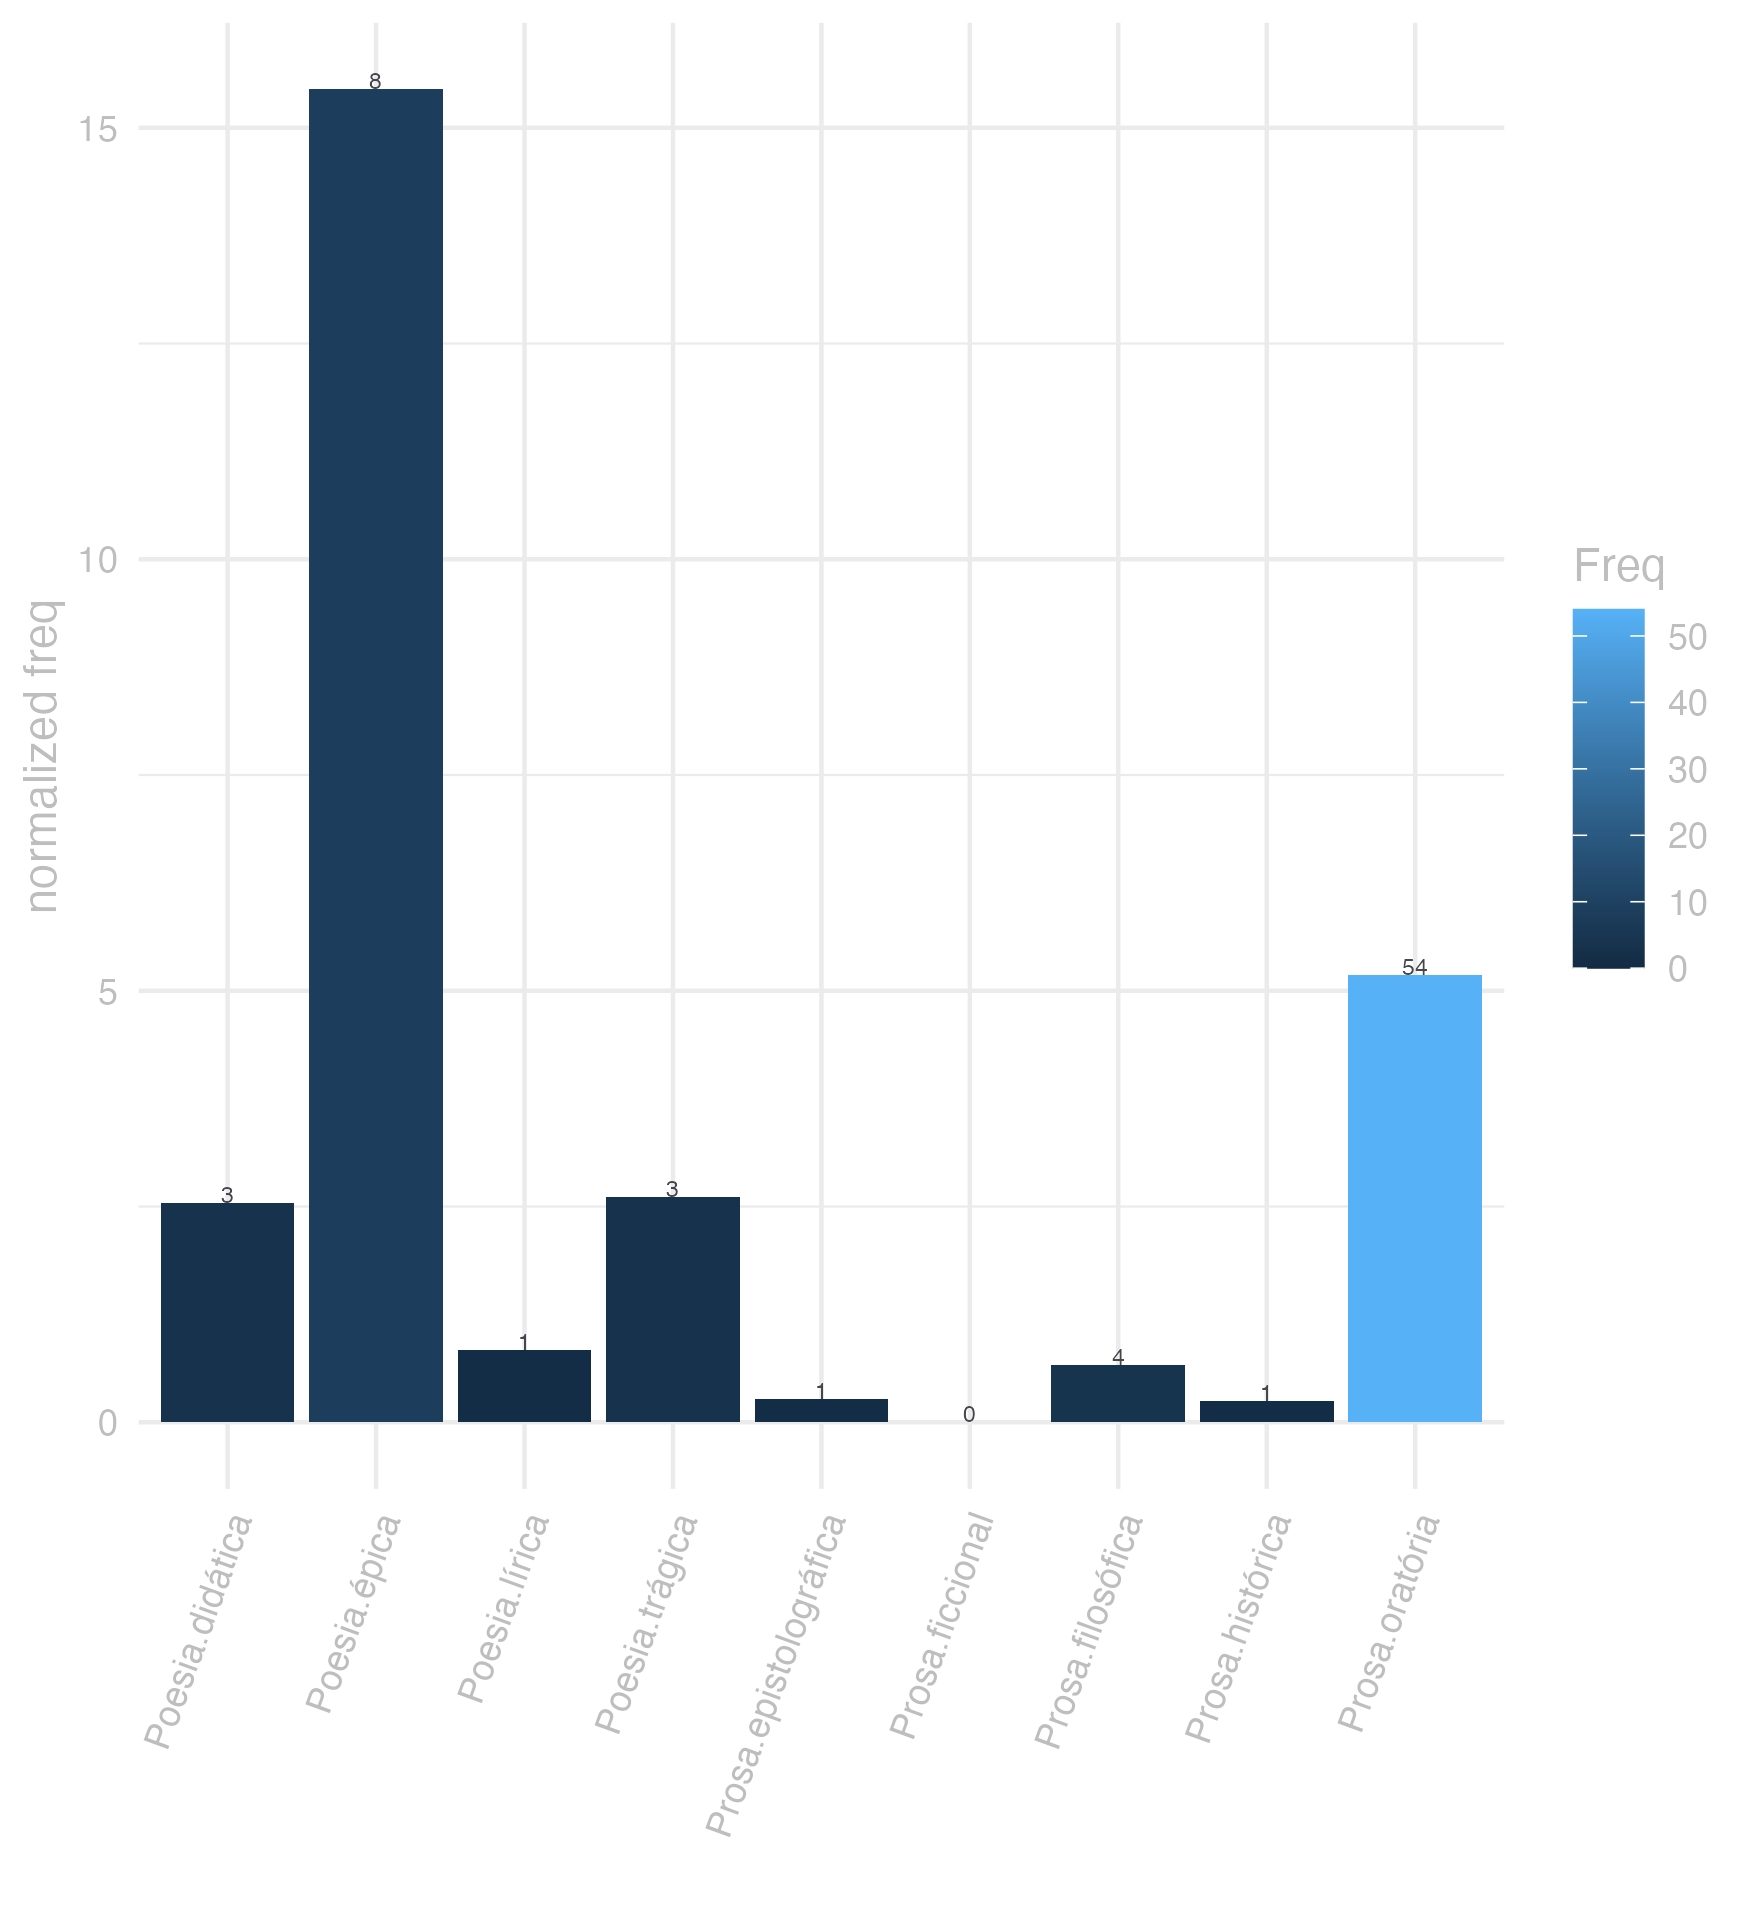 normalized freq
15
10
5
0
8
3
1
3
1
0
4
1
54
Poesia.didática
Poesia.épica
Poesia.lírica
Poesia.trágica
Prosa.epistolográfica
Prosa.ficcional
Prosa.filosófica
Prosa.histórica
Prosa.oratória
Freq
50
40
30
20
10
0